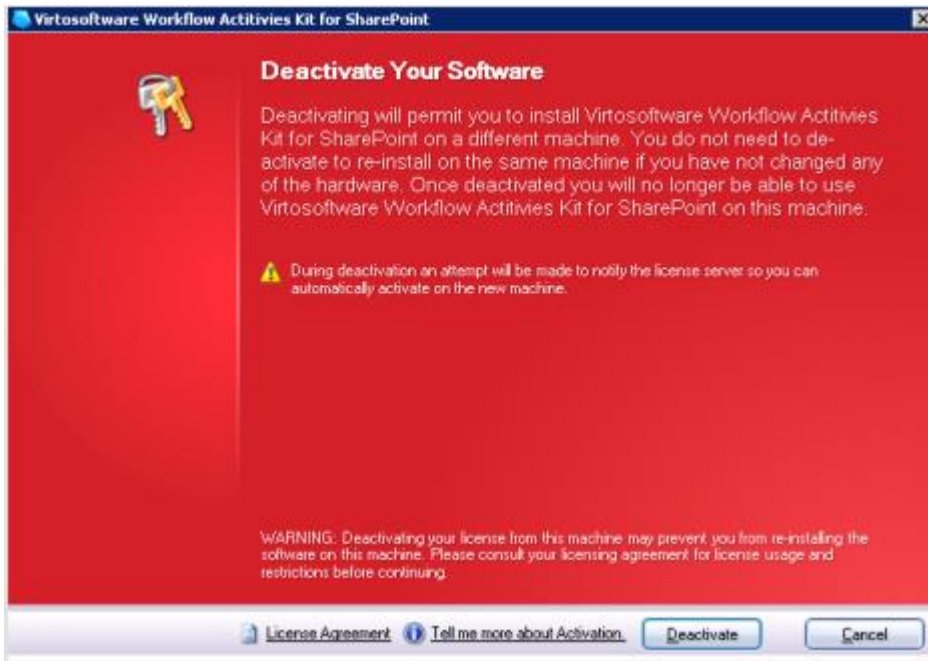 Virtosoftware Workflow Actitivies Kit for SharePoint
Deactivate Your Software
Deactivating will permit you to install Virtosoftware Workflow Actitivies
Kit for SharePoint on a different machine. You do not need to de-
activate to re-install on the same machine if you have not changed any
of the hardware. Once deactivated you will no longer be able to use
Virtosoftware Workflow Actitivies Kit for SharePoint on this machine.
During deactivation an attempt will be made to notify the license server so you can
automatically activate on the new machine.
WARNING: Deactivating your license from this machine may prevent you from re-installing the
software on this machine. Please consult your licensing agreement for license usage and
restrictions before continuing.
License Agreement Tell me more about Activation. Deactivate Cancel